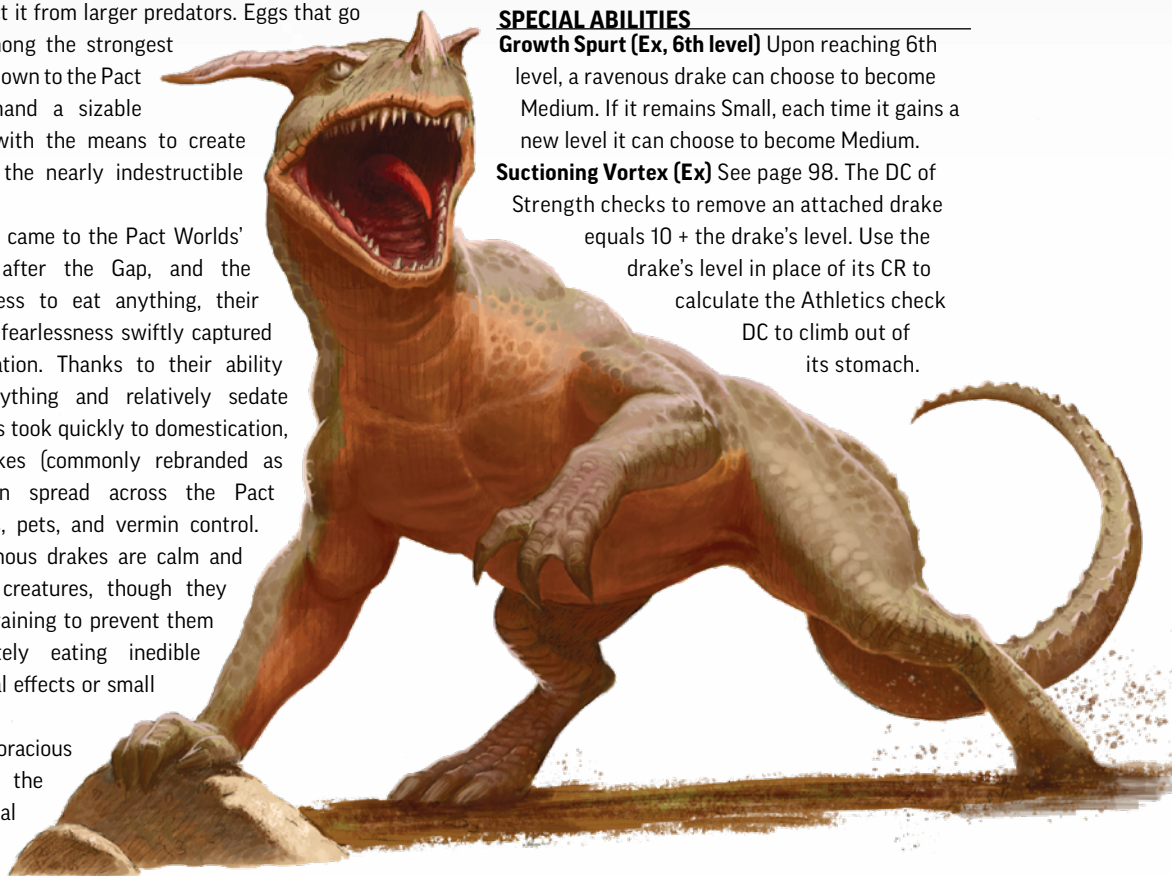 t it from larger predators. Eggs that go
ong the strongest
own to the Pact
and a sizable
with the means to create
the nearly indestructible
came to the Pact Worlds'
after the Gap, and the
ess to eat anything, their
fearlessness swiftly captured
ation. Thanks to their ability
ything and relatively sedate
s took quickly to domestication,
kes (commonly rebranded as
n spread across the Pact
, pets, and vermin control.
nous drakes are calm and
creatures, though they
raining to prevent them
tely eating inedible
al effects or small
oracious
the
al
SPECIAL ABILITIES
Growth Spurt (Ex, 6th level) Upon reaching 6th
level, a ravenous drake can choose to become
Medium. If it remains Small, each time it gains a
new level it can choose to become Medium.
Suctioning Vortex (Ex) See page 98. The DC of
Strength checks to remove an attached drake
equals 10 + the drake's level. Use the
drake's level in place of its CR to
calculate the Athletics check
DC to climb out of
its stomach.